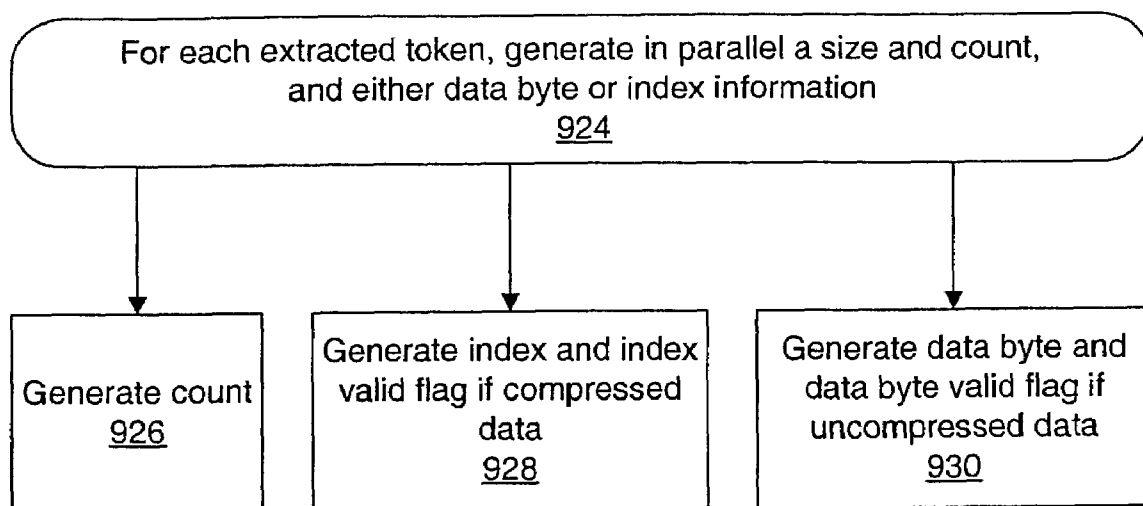 For each extracted token, generate in parallel a size and count,
and either data byte or index information
924
Generate count
926
Generate index and index
valid flag if compressed
data
928
Generate data byte and
data byte valid flag if
uncompressed data
930